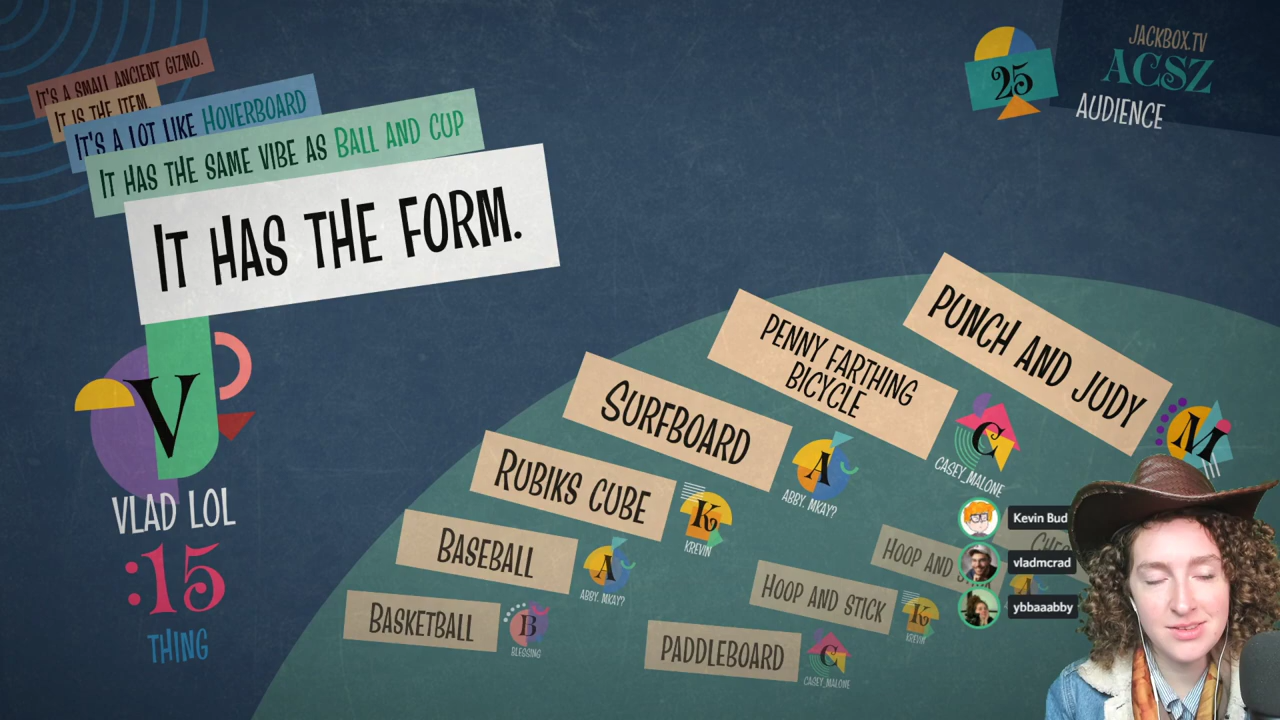 IT'S A SMALL ANCIENT GIZMO.
IT IS THE ITEM.
IT'S A LOT LIKE HOVERBOARD
IT HAS THE SAME VIBE AS BALL AND CUP
IT HAS THE FORM.
V
VLAD LOL
:15
THING
25
JACKBOX.TV
ACSZ
AUDIENCE
PUNCH AND JUDY
M
PENNY FARTHING
BICYCLE
C
CASEY_MALONE
SURFBOARD
A
ABBY. MKAY?
RUBIKS CUBE
K
KREVIN
BASEBALL
A
ABBY. MKAY?
BASKETBALL
B
BLESSING
HOOP AND
HOOP AND STICK
K
KREVIN
PADDLEBOARD
C
CASEY_MALONE
Kevin Bud
vladmcrad
ybbaaabby